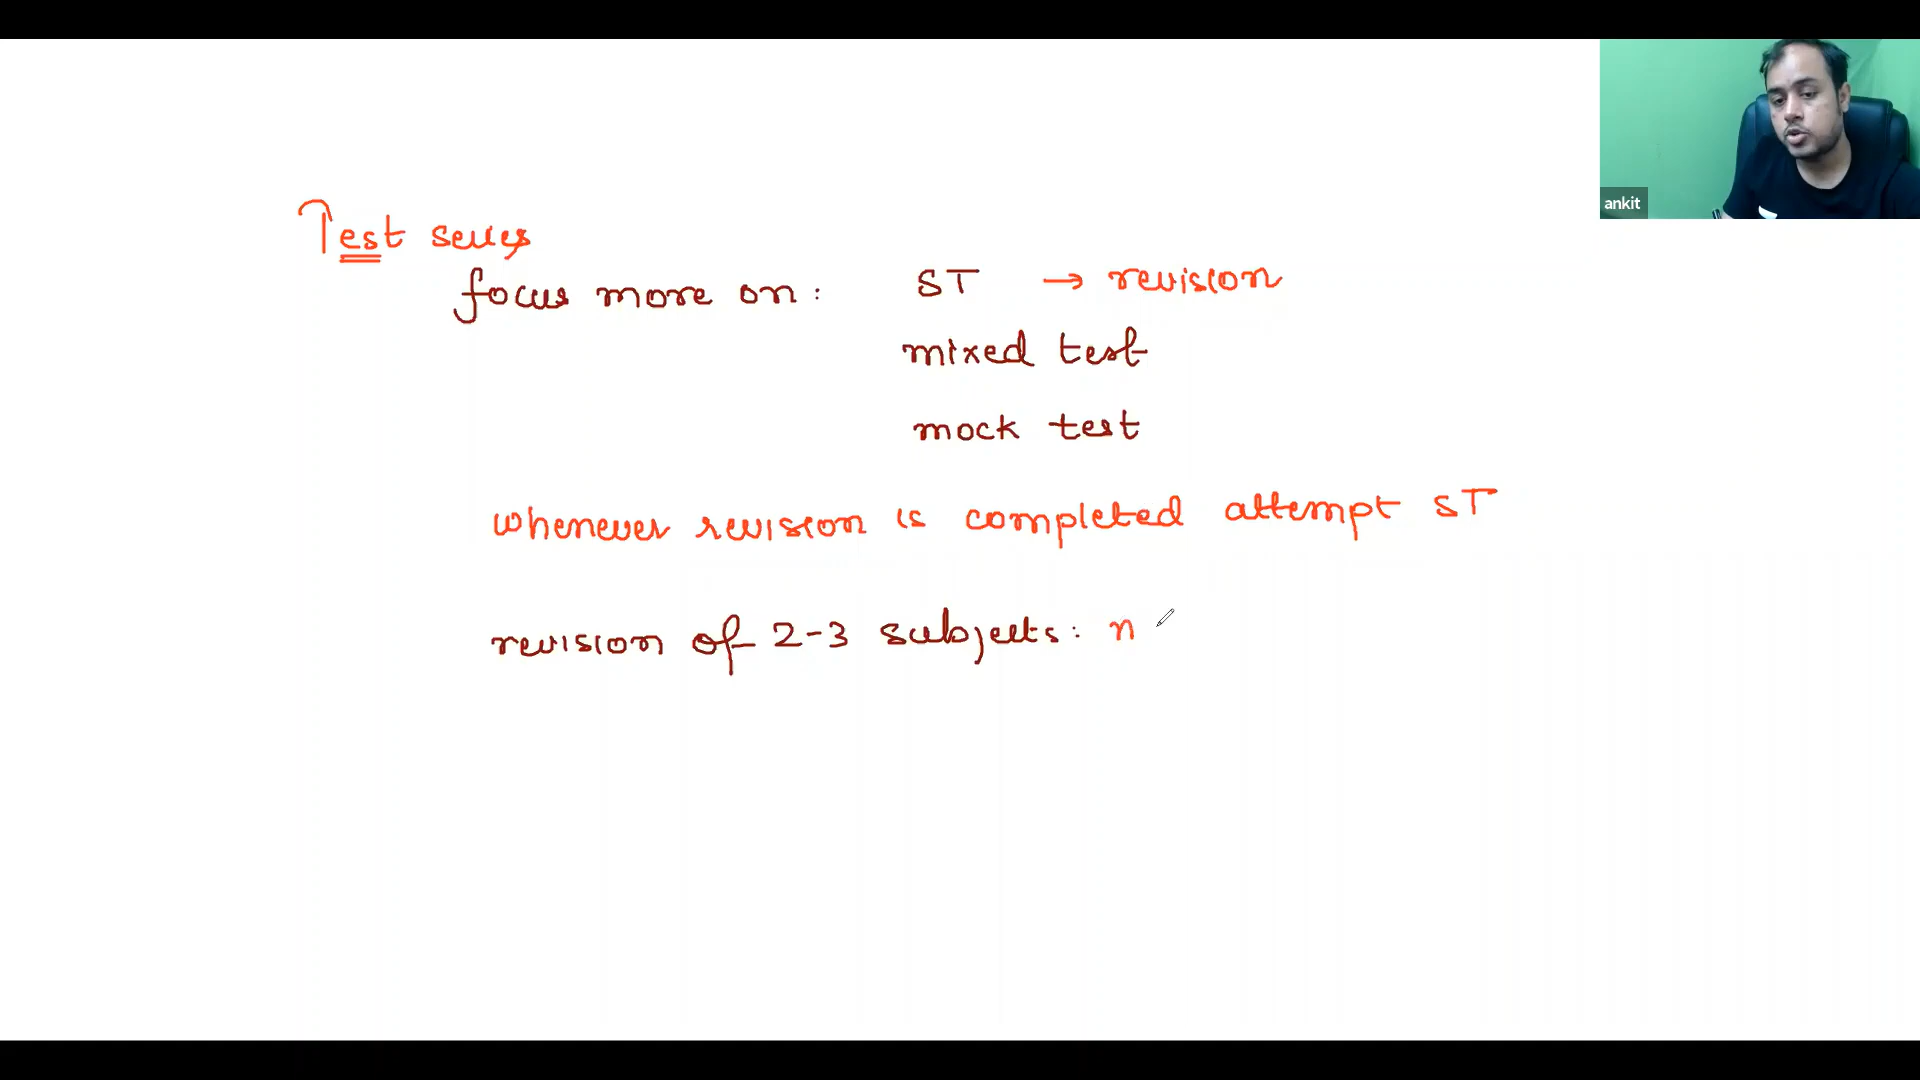 Test series
focus more on: ST → revision
mixed test
mock test
whenever revision is completed attempt ST
revision of 2-3 subjects: n
ankit